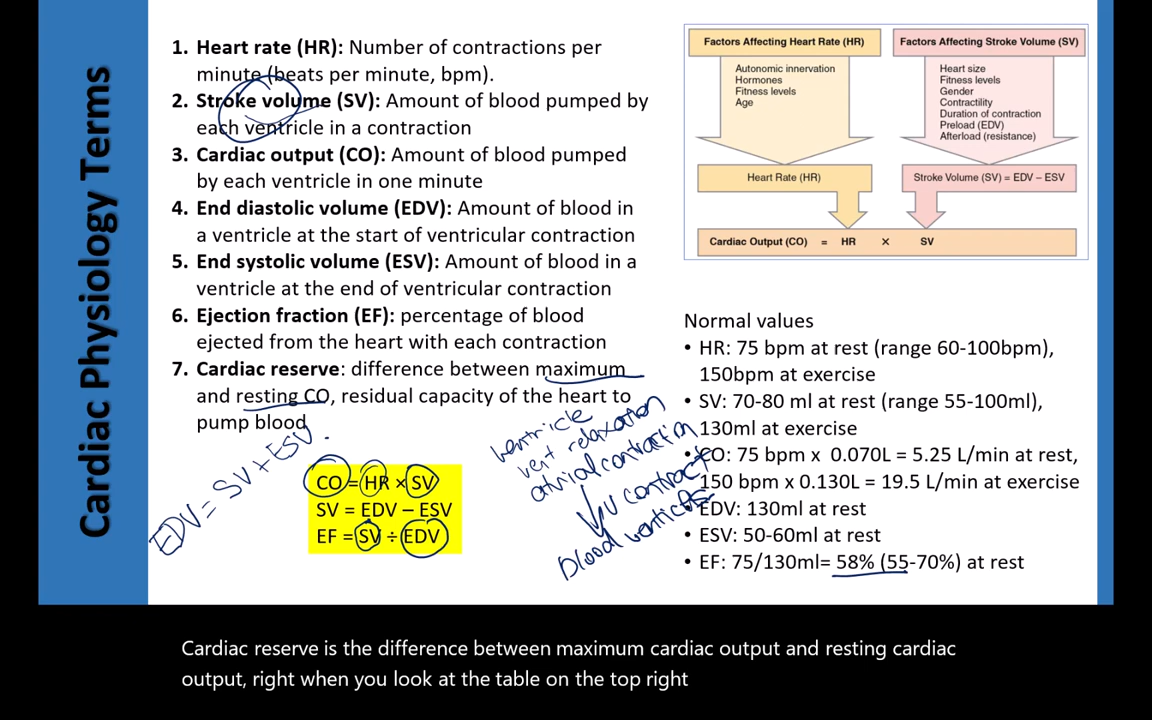 Cardiac Physiology Terms
1. Heart rate (HR): Number of contractions per
minute (beats per minute, bpm).
2. Stroke volume (SV): Amount of blood pumped by
each ventricle in a contraction
3. Cardiac output (CO): Amount of blood pumped
by each ventricle in one minute
4. End diastolic volume (EDV): Amount of blood in
a ventricle at the start of ventricular contraction
5. End systolic volume (ESV): Amount of blood in a
ventricle at the end of ventricular contraction
6. Ejection fraction (EF): percentage of blood
ejected from the heart with each contraction
7. Cardiac reserve: difference between maximum
and resting CO, residual capacity of the heart to
pump blood
EDV = SV + ESV.
CO = HR × SV
SV = EDV – ESV
EF = SV ÷ EDV
ventricle
vent relaxation
atrial contraction
V contract
blood ventricles
Factors Affecting Heart Rate (HR)
Autonomic innervation
Hormones
Fitness levels
Age
Heart Rate (HR)
Factors Affecting Stroke Volume (SV)
Heart size
Fitness levels
Gender
Contractility
Duration of contraction
Preload (EDV)
Afterload (resistance)
Stroke Volume (SV) = EDV – ESV
Cardiac Output (CO) = HR × SV
Normal values
• HR: 75 bpm at rest (range 60-100bpm),
150bpm at exercise
• SV: 70-80 ml at rest (range 55-100ml),
130ml at exercise
• CO: 75 bpm x 0.070L = 5.25 L/min at rest,
150 bpm x 0.130L = 19.5 L/min at exercise
• EDV: 130ml at rest
• ESV: 50-60ml at rest
• EF: 75/130ml= 58% (55-70%) at rest
Cardiac reserve is the difference between maximum cardiac output and resting cardiac
output, right when you look at the table on the top right